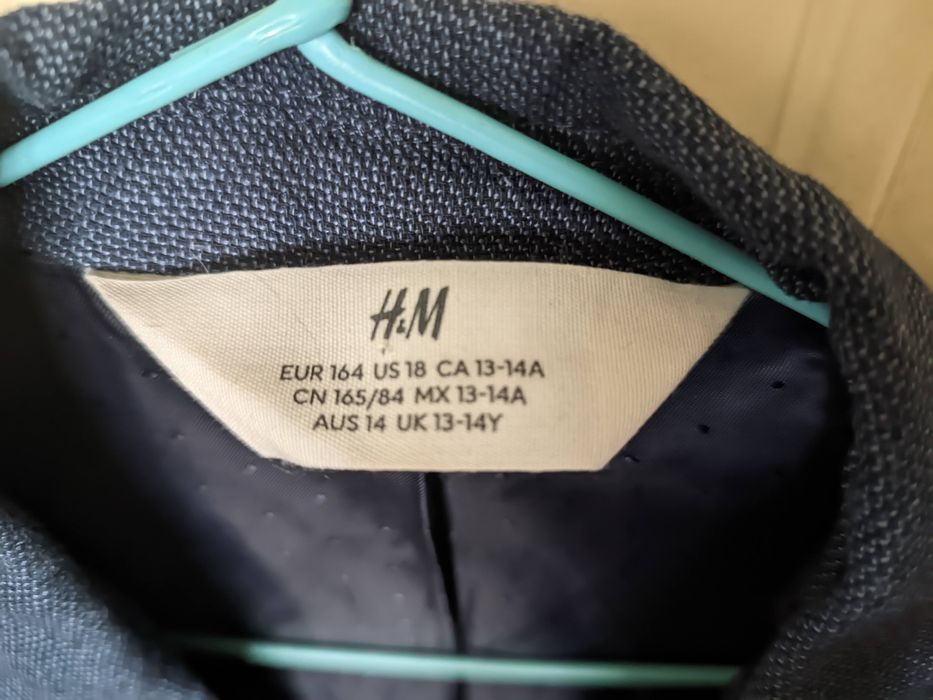 H&M
EUR 164 US 18 CA 13-14A
CN 165/84 MX 13-14A
AUS 14 UK 13-14Y